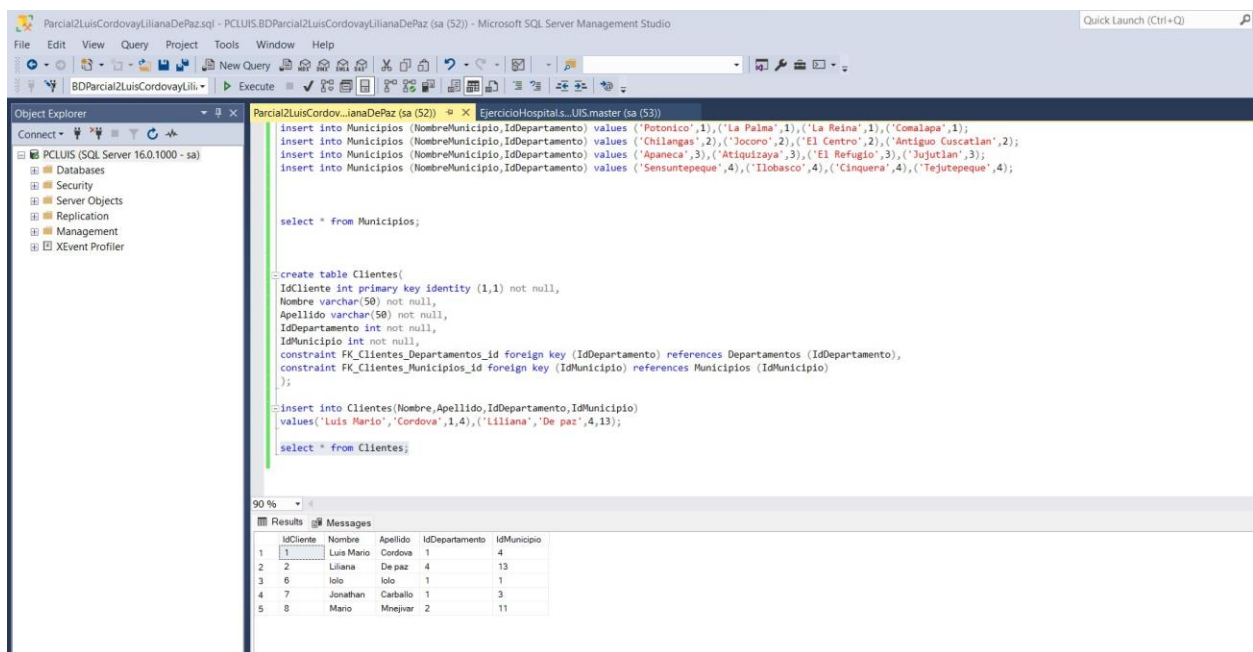 Parcial2LuisCordovayLilianaDePaz.sql - PCLUIS.BDParcial2LuisCordovayLilianaDePaz (sa (52)) - Microsoft SQL Server Management Studio
Quick Launch (Ctrl+Q)
File Edit View Query Project Tools Window Help
New Query
BDParcial2LuisCordovayLili
Execute
Object Explorer
Parcial2LuisCordov...ianaDePaz (sa (52))
EjercicioHospital.s...UIS.master (sa (53))
Connect
PCLUIS (SQL Server 16.0.1000 - sa)
Databases
Security
Server Objects
Replication
Management
XEvent Profiler
insert into Municipios (NombreMunicipio,IdDepartamento) values ('Potonico',1),('La Palma',1),('La Reina',1),('Comalapa',1);
insert into Municipios (NombreMunicipio,IdDepartamento) values ('Chilangas',2),('Jocoro',2),('El Centro',2),('Antiguo Cuscatlan',2);
insert into Municipios (NombreMunicipio,IdDepartamento) values ('Apaneca',3),('Atiquizaya',3),('El Refugio',3),('Jujutlan',3);
insert into Municipios (NombreMunicipio,IdDepartamento) values ('Sensuntepeque',4),('Ilobasco',4),('Cinquera',4),('Tejutepeque',4);
select * from Municipios;
create table Clientes(
IdCliente int primary key identity (1,1) not null,
Nombre varchar(50) not null,
Apellido varchar(50) not null,
IdDepartamento int not null,
IdMunicipio int not null,
constraint FK_Clientes_Departamentos_id foreign key (IdDepartamento) references Departamentos (IdDepartamento),
constraint FK_Clientes_Municipios_id foreign key (IdMunicipio) references Municipios (IdMunicipio)
);
insert into Clientes(Nombre,Apellido,IdDepartamento,IdMunicipio)
values('Luis Mario','Cordova',1,4),('Liliana','De paz',4,13);
select * from Clientes;
90 %
Results Messages
IdCliente Nombre Apellido IdDepartamento IdMunicipio
1 1 Luis Mario Cordova 1 4
2 2 Liliana De paz 4 13
3 6 lolo lolo 1 1
4 7 Jonathan Carballo 1 3
5 8 Mario Mnejivar 2 11